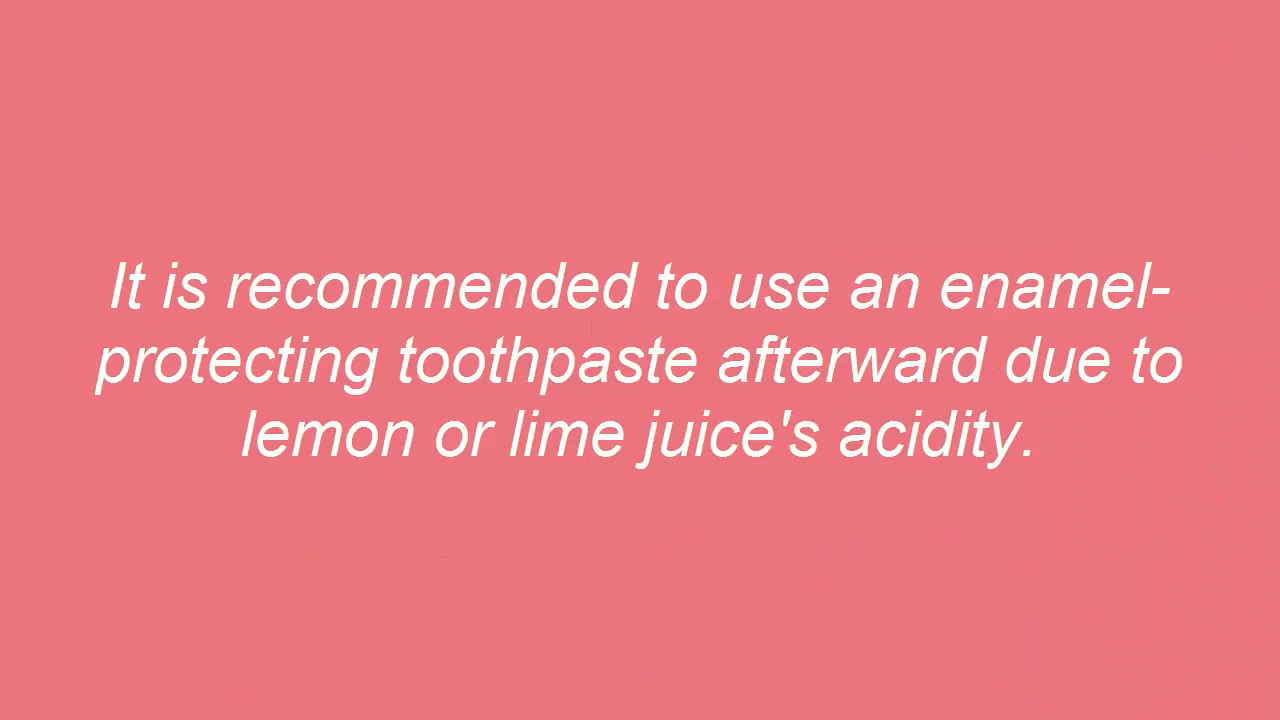 It is recommended to use an enamel-
protecting toothpaste afterward due to
lemon or lime juice's acidity.